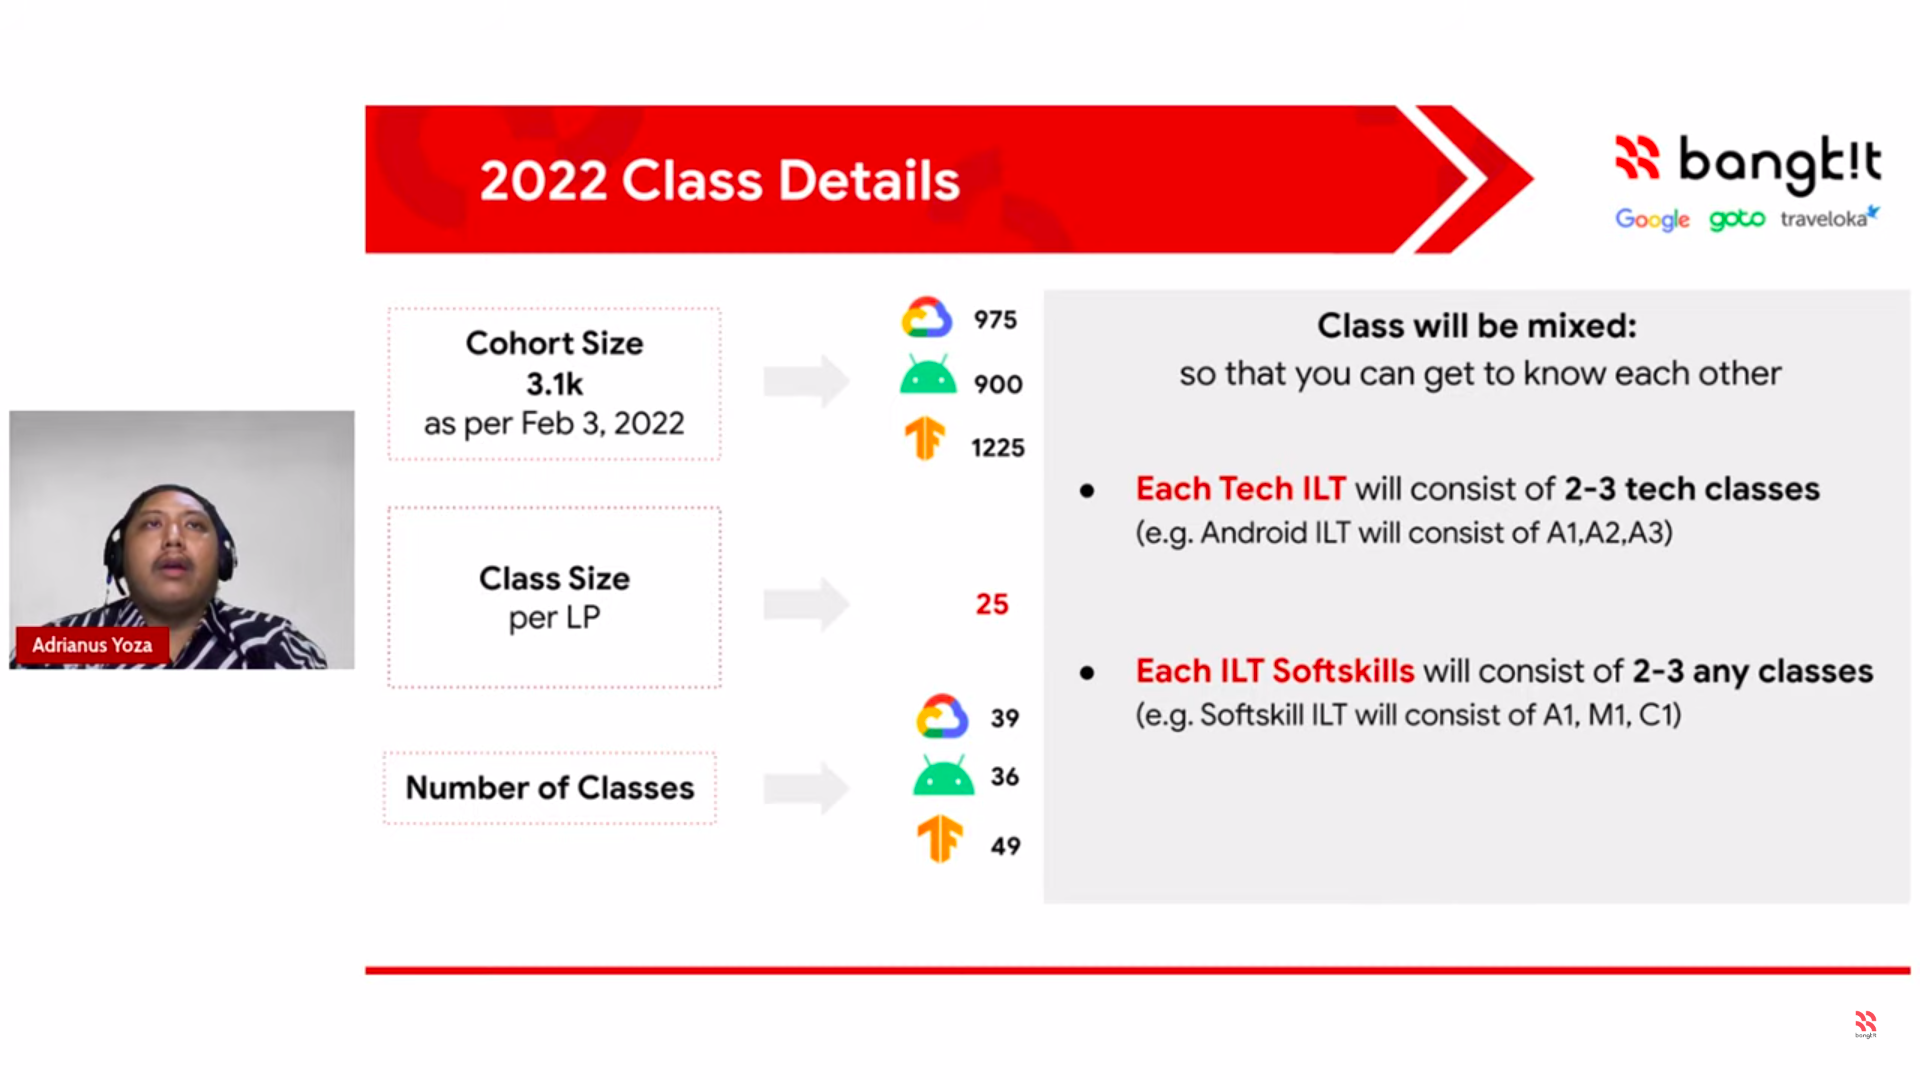 2022 Class Details
bangk!t
Google goto traveloka
Cohort Size
3.1k
as per Feb 3, 2022
975
900
1225
Class Size
per LP
25
Number of Classes
39
36
49
Class will be mixed:
so that you can get to know each other
● Each Tech ILT will consist of 2-3 tech classes
(e.g. Android ILT will consist of A1,A2,A3)
● Each ILT Softskills will consist of 2-3 any classes
(e.g. Softskill ILT will consist of A1, M1, C1)
Adrianus Yoza
bangk!t